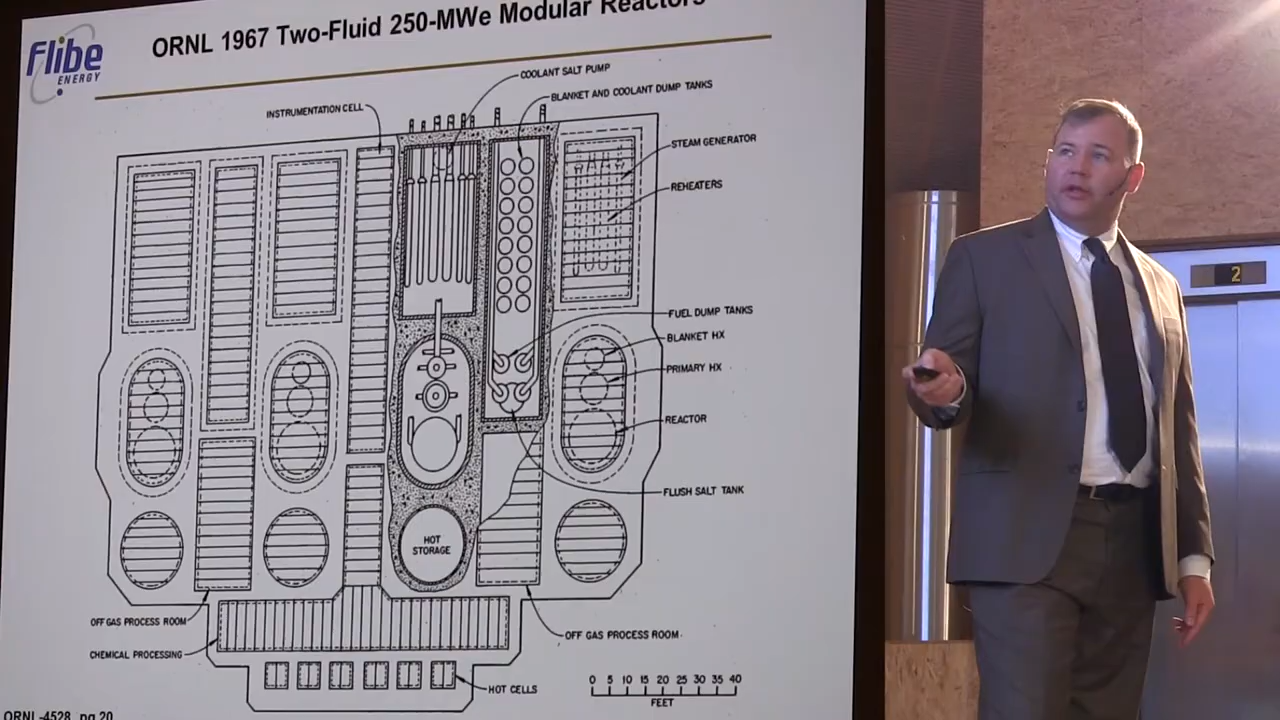 ORNL 1967 Two-Fluid 250-MWe Modular Reactors
Flibe
ENERGY
COOLANT SALT PUMP
BLANKET AND COOLANT DUMP TANKS
INSTRUMENTATION CELL
STEAM GENERATOR
REHEATERS
FUEL DUMP TANKS
BLANKET HX
PRIMARY HX
REACTOR
FLUSH SALT TANK
HOT
STORAGE
OFF GAS PROCESS ROOM
OFF GAS PROCESS ROOM
CHEMICAL PROCESSING
HOT CELLS
0 5 10 15 20 25 30 35 40
FEET
ORNL-4528, pg 20
2